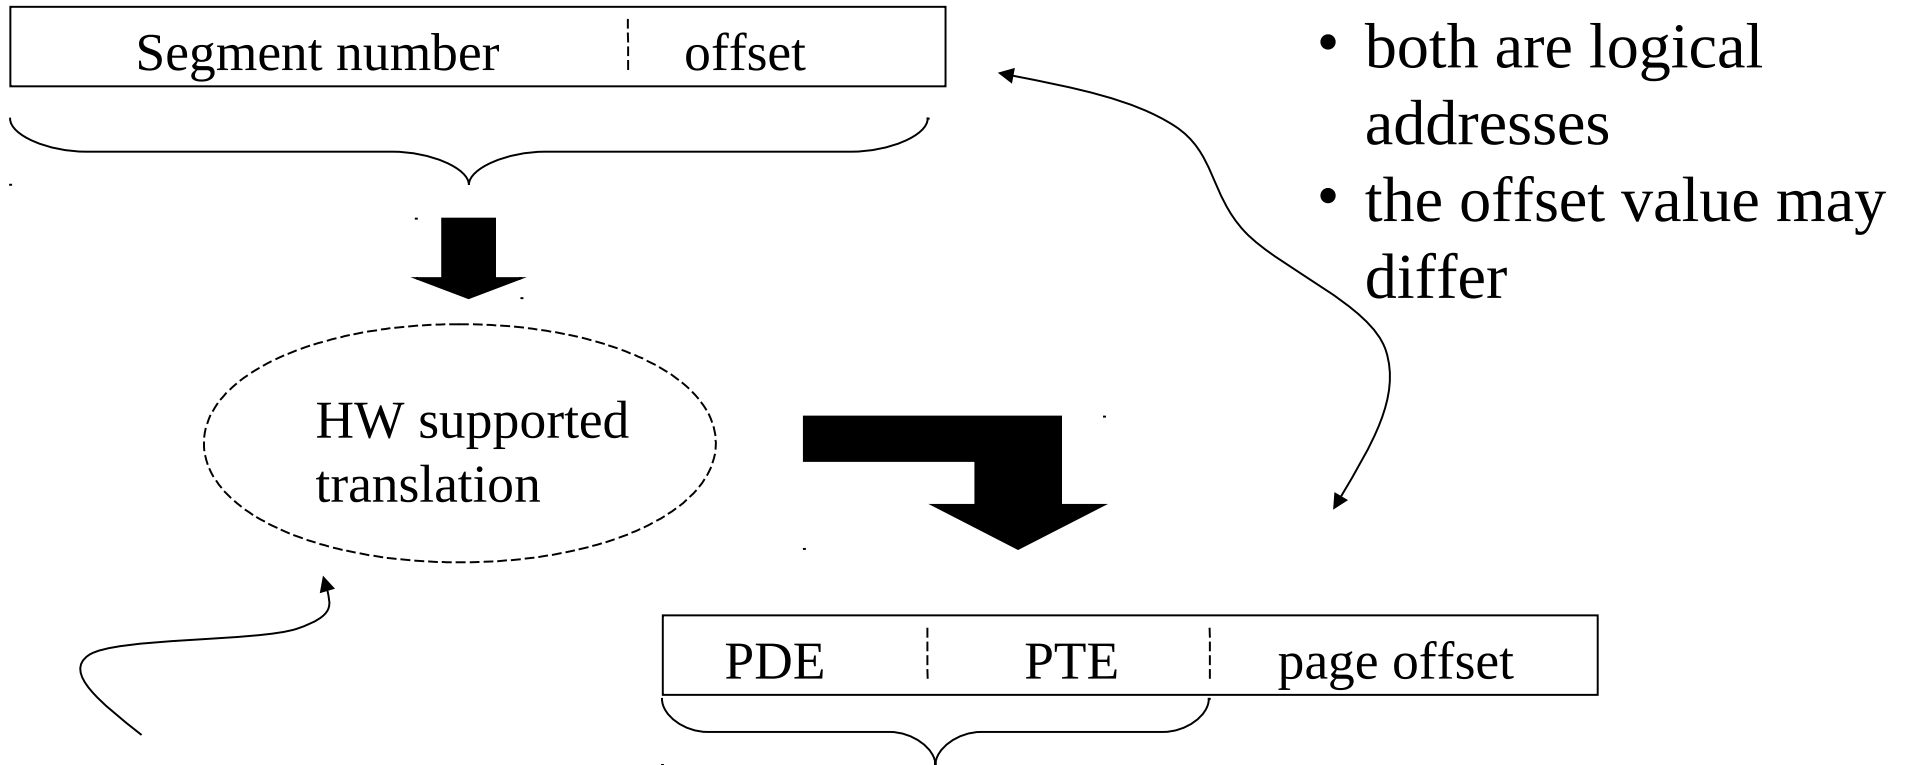 Segment number offset
• both are logical
addresses
• the offset value may
differ
HW supported
translation
PDE PTE page offset